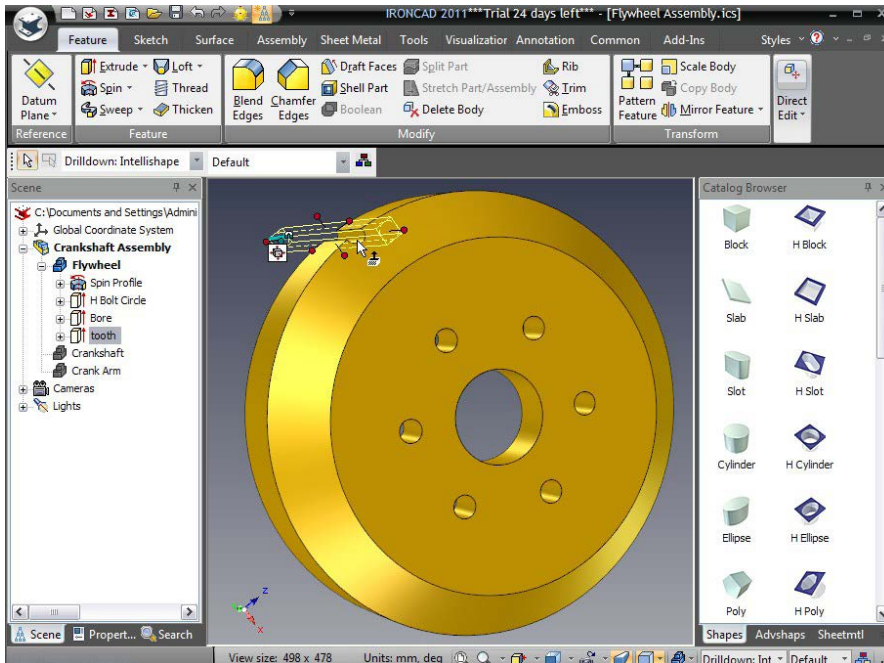 IRONCAD 2011***Trial 24 days left*** - [Flywheel Assembly.ics]
Feature Sketch Surface Assembly Sheet Metal Tools Visualization Annotation Common Add-Ins Styles
Extrude Loft Draft Faces Split Part Rib Scale Body
Spin Thread Shell Part Stretch Part/Assembly Trim Copy Body
Datum Plane Sweep Thicken Blend Edges Chamfer Edges Boolean Delete Body Emboss Pattern Feature Mirror Feature Direct Edit
Reference Feature Modify Transform
Drilldown: Intellishape Default
Scene Catalog Browser
C:\Documents and Settings\Admini
Global Coordinate System
Crankshaft Assembly
Flywheel
Spin Profile
H Bolt Circle
Bore
tooth
Crankshaft
Crank Arm
Cameras
Lights
Block H Block
Slab H Slab
Slot H Slot
Cylinder H Cylinder
Ellipse H Ellipse
Poly H Poly
z
x
Scene Propert... Search
Shapes Advshaps Sheetmtl
View size: 498 x 478 Units: mm, deg Drilldown: Int Default